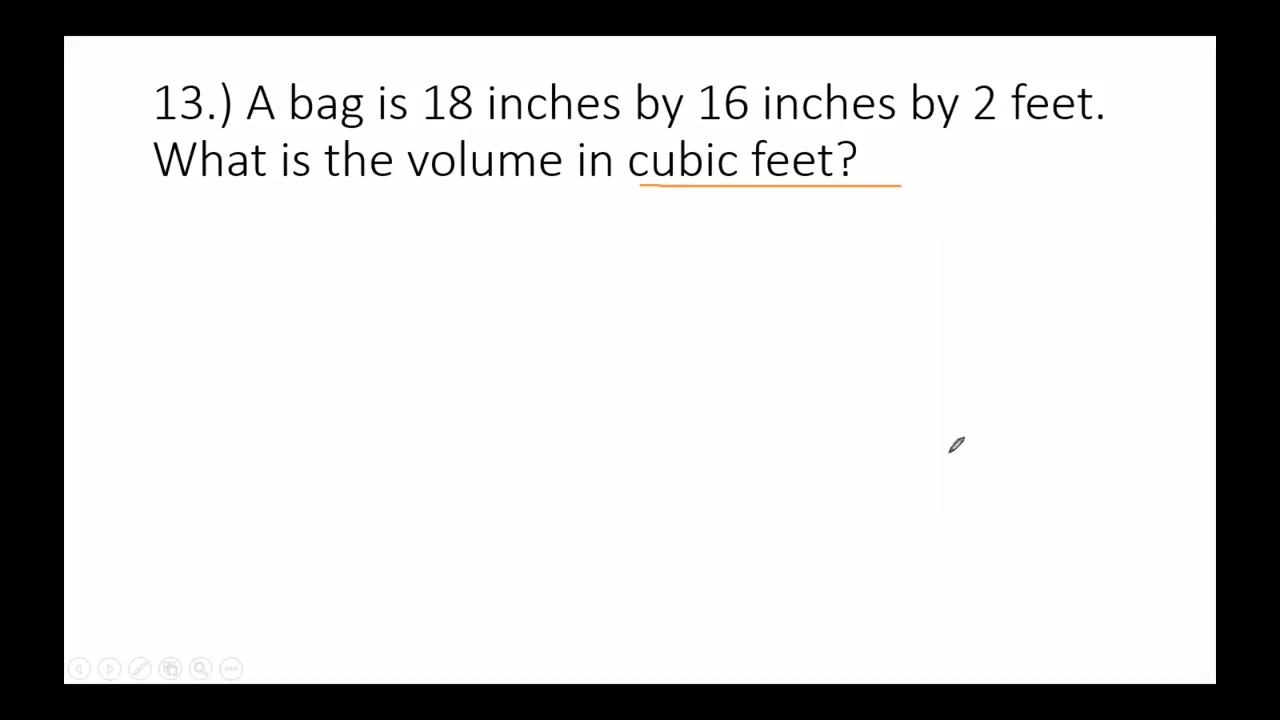 13.) A bag is 18 inches by 16 inches by 2 feet.
What is the volume in cubic feet?